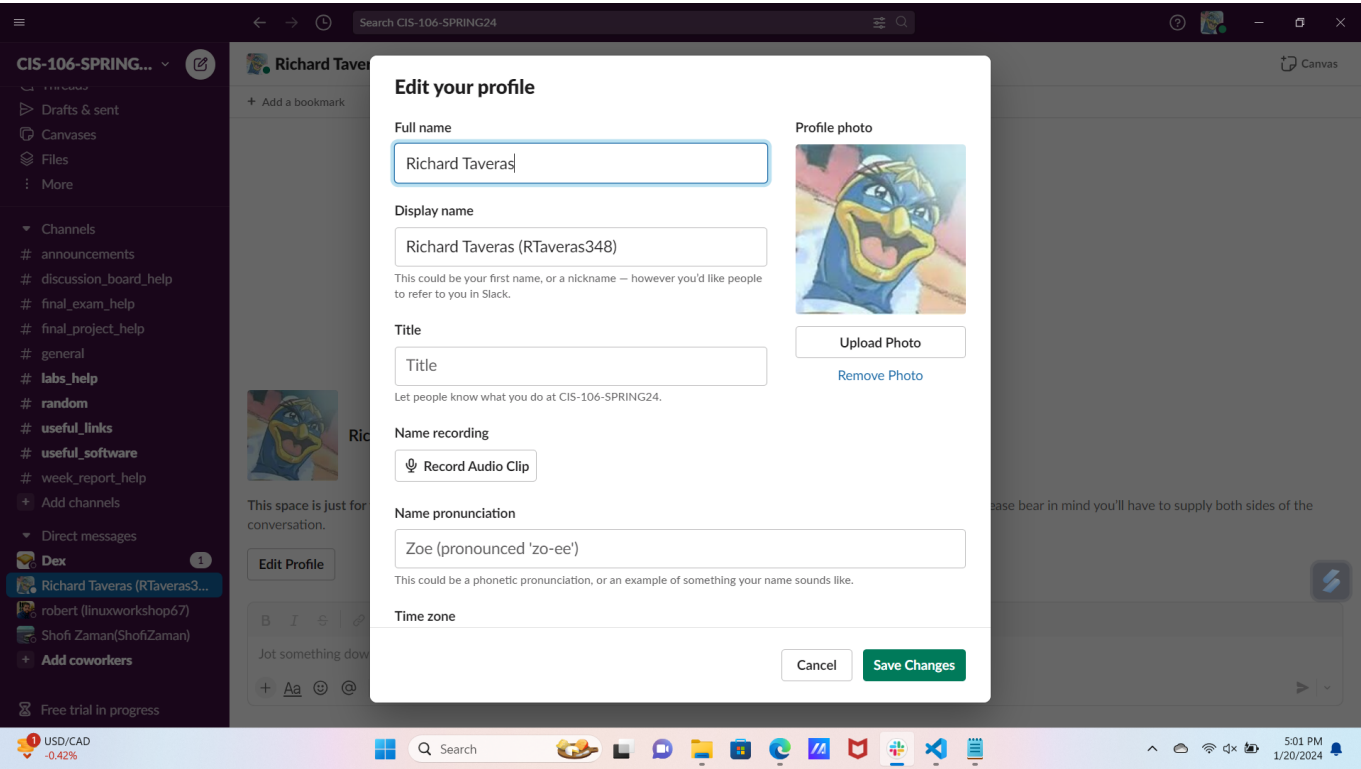 Search CIS-106-SPRING24
CIS-106-SPRING...
Richard Taver
Canvas
Threads
Drafts & sent
Canvases
Files
More
Channels
# announcements
# discussion_board_help
# final_exam_help
# final_project_help
# general
# labs_help
# random
# useful_links
# useful_software
# week_report_help
+ Add channels
Direct messages
Dex 1
Richard Taveras (RTaveras3...
robert (linuxworkshop67)
Shofi Zaman(ShofiZaman)
+ Add coworkers
Free trial in progress
+ Add a bookmark
Ric
This space is just for
ease bear in mind you'll have to supply both sides of the
conversation.
Edit Profile
B I S
Jot something dow
+ Aa @
Edit your profile
Full name
Richard Taveras
Display name
Richard Taveras (RTaveras348)
This could be your first name, or a nickname — however you'd like people
to refer to you in Slack.
Title
Title
Let people know what you do at CIS-106-SPRING24.
Name recording
Record Audio Clip
Name pronunciation
Zoe (pronounced 'zo-ee')
This could be a phonetic pronunciation, or an example of something your name sounds like.
Time zone
Profile photo
Upload Photo
Remove Photo
Cancel
Save Changes
1
USD/CAD
-0.42%
Search
5:01 PM
1/20/2024